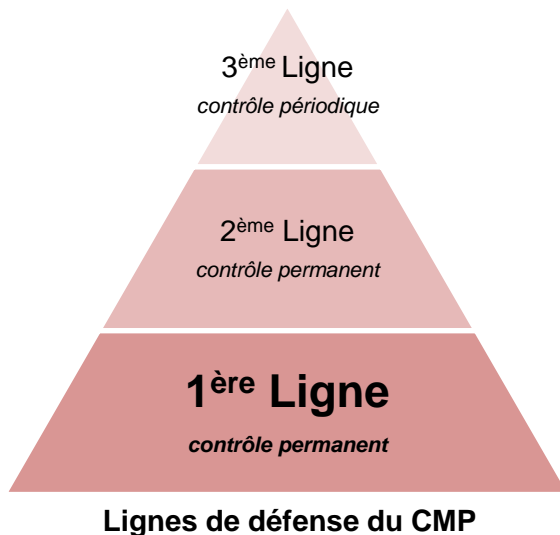 3ème Ligne
contrôle périodique
2ème Ligne
contrôle permanent
1ère Ligne
contrôle permanent
Lignes de défense du CMP